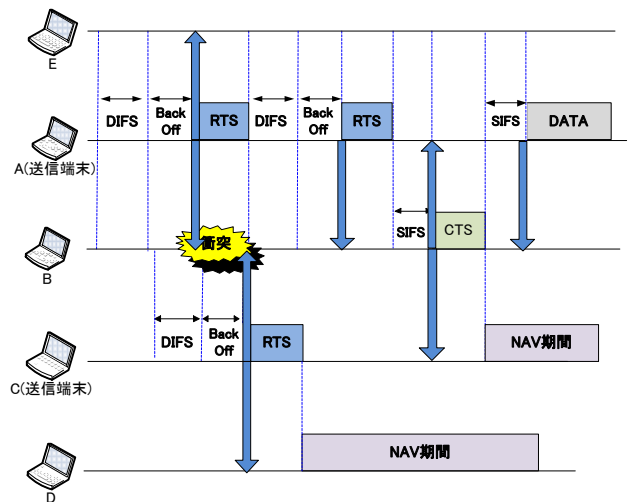 E
DIFS
Back
Off
RTS
DIFS
Back
Off
RTS
SIFS
DATA
A(送信端末)
衝突
SIFS
CTS
B
DIFS
Back
Off
RTS
NAV期間
C(送信端末)
NAV期間
D